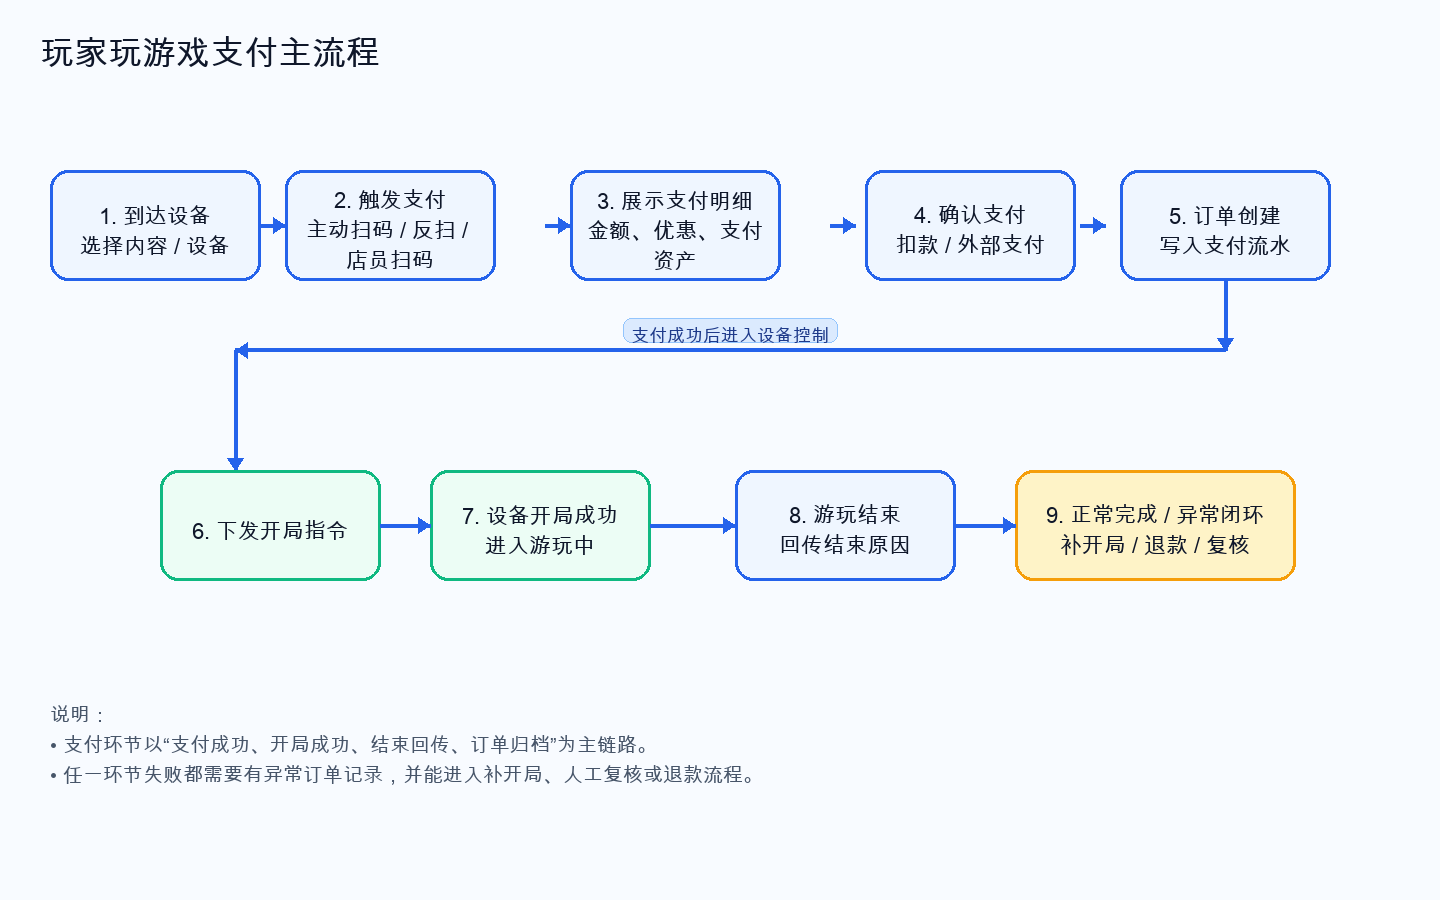 玩家玩游戏支付主流程
1. 到达设备
选择内容 / 设备
2. 触发支付
主动扫码 / 反扫 /
店员扫码
3. 展示支付明细
金额、优惠、支付
资产
4. 确认支付
扣款 / 外部支付
5. 订单创建
写入支付流水
支付成功后进入设备控制
6. 下发开局指令
7. 设备开局成功
进入游玩中
8. 游玩结束
回传结束原因
9. 正常完成 / 异常闭环
补开局 / 退款 / 复核
说明：
• 支付环节以“支付成功、开局成功、结束回传、订单归档”为主链路。
• 任一环节失败都需要有异常订单记录，并能进入补开局、人工复核或退款流程。